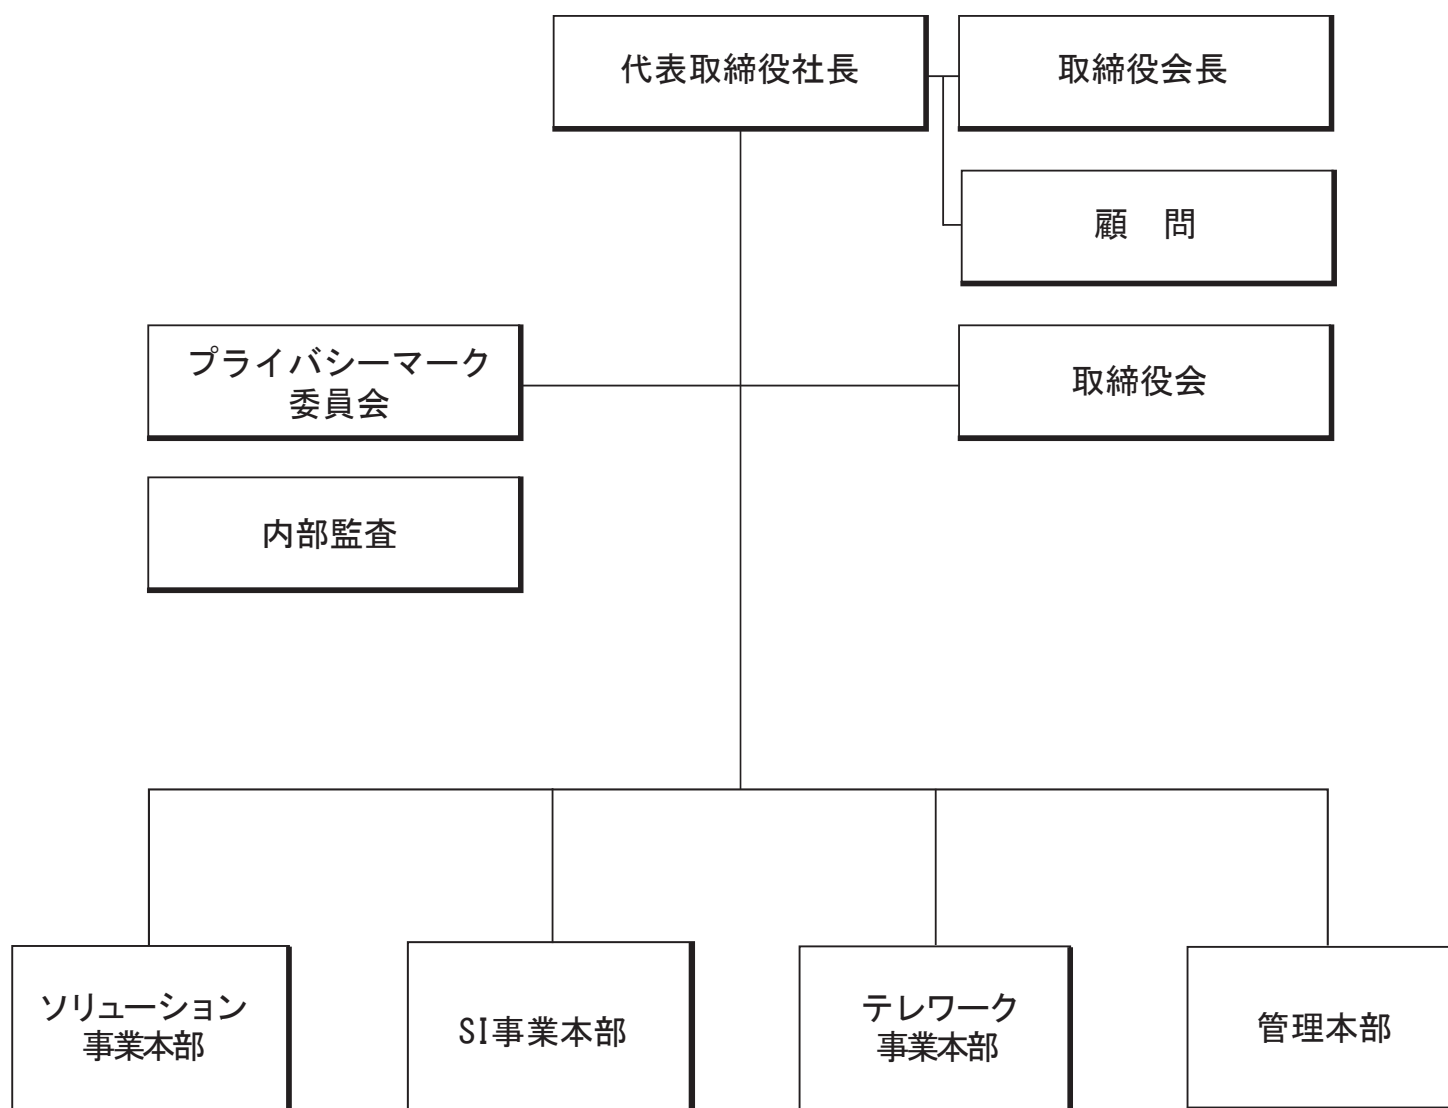 代表取締役社長
取締役会長
顧　問
プライバシーマーク
委員会
取締役会
内部監査
ソリューション
事業本部
SI事業本部
テレワーク
事業本部
管理本部